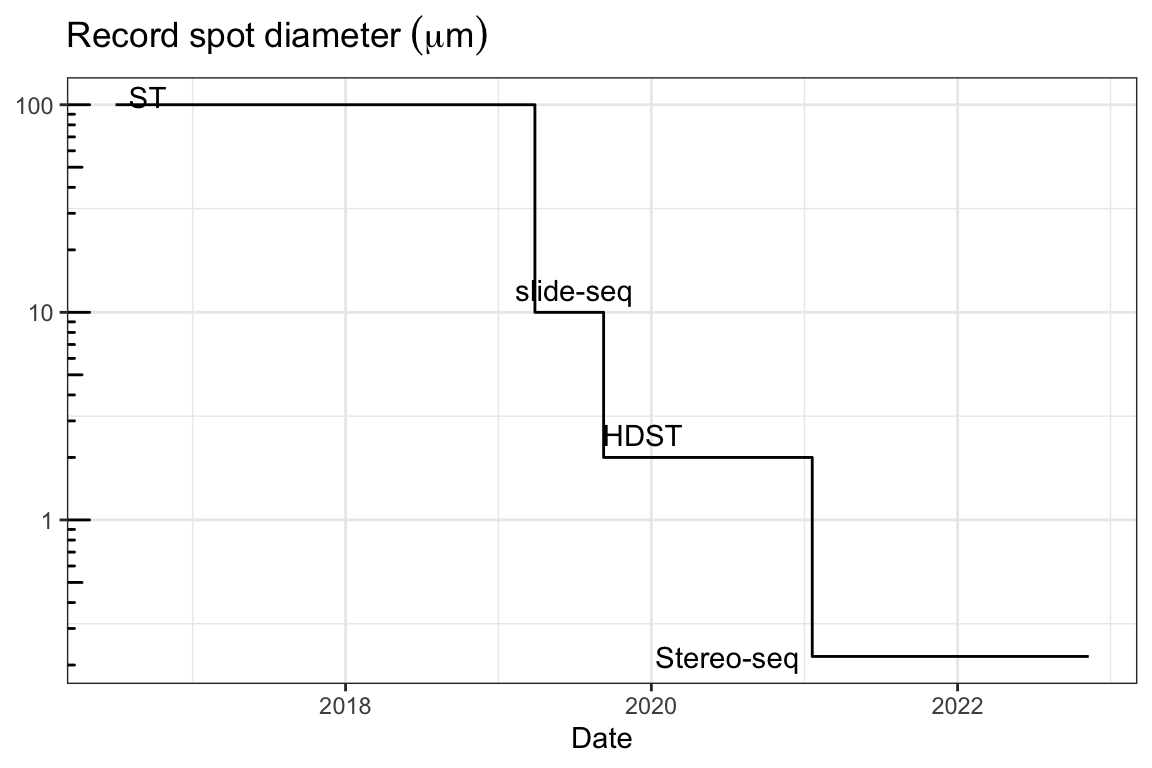 Record spot diameter (μm)
100
ST
slide-seq
10
HDST
1
Stereo-seq
2018 2020 2022
Date